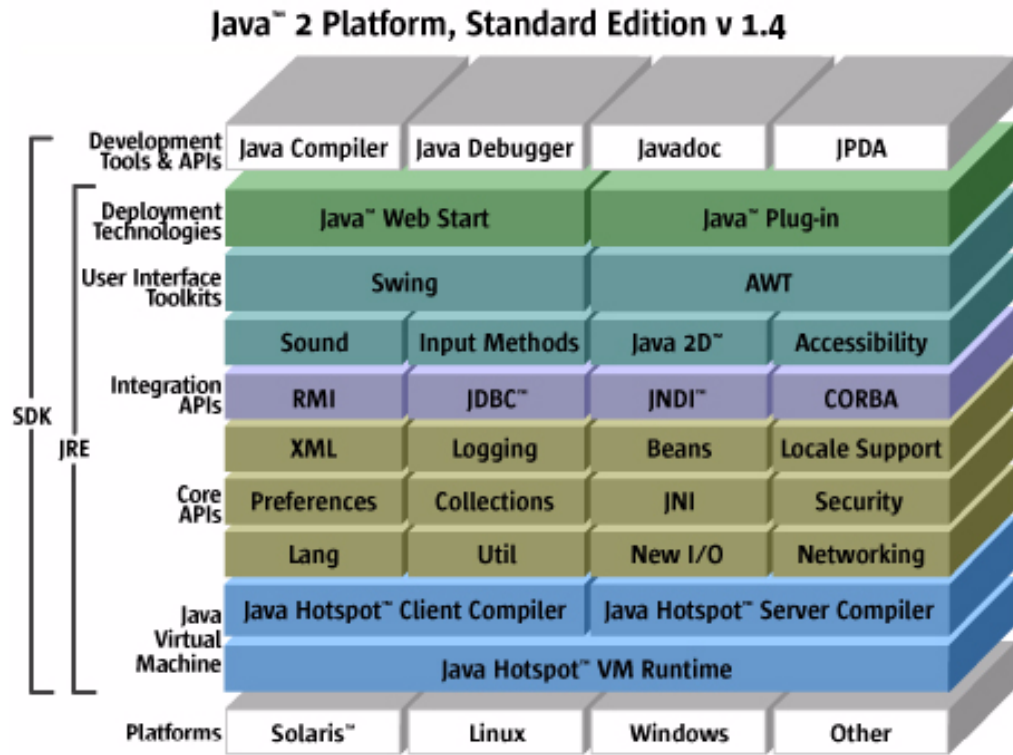 Java™ 2 Platform, Standard Edition v 1.4
Development
Tools & APIs
Java Compiler
Java Debugger
Javadoc
JPDA
Deployment
Technologies
Java™ Web Start
Java™ Plug-in
User Interface
Toolkits
Swing
AWT
Sound
Input Methods
Java 2D™
Accessibility
Integration
APIs
RMI
JDBC™
JNDI™
CORBA
SDK
JRE
XML
Logging
Beans
Locale Support
Core
APIs
Preferences
Collections
JNI
Security
Lang
Util
New I/O
Networking
Java
Virtual
Machine
Java Hotspot™ Client Compiler
Java Hotspot™ Server Compiler
Java Hotspot™ VM Runtime
Platforms
Solaris™
Linux
Windows
Other